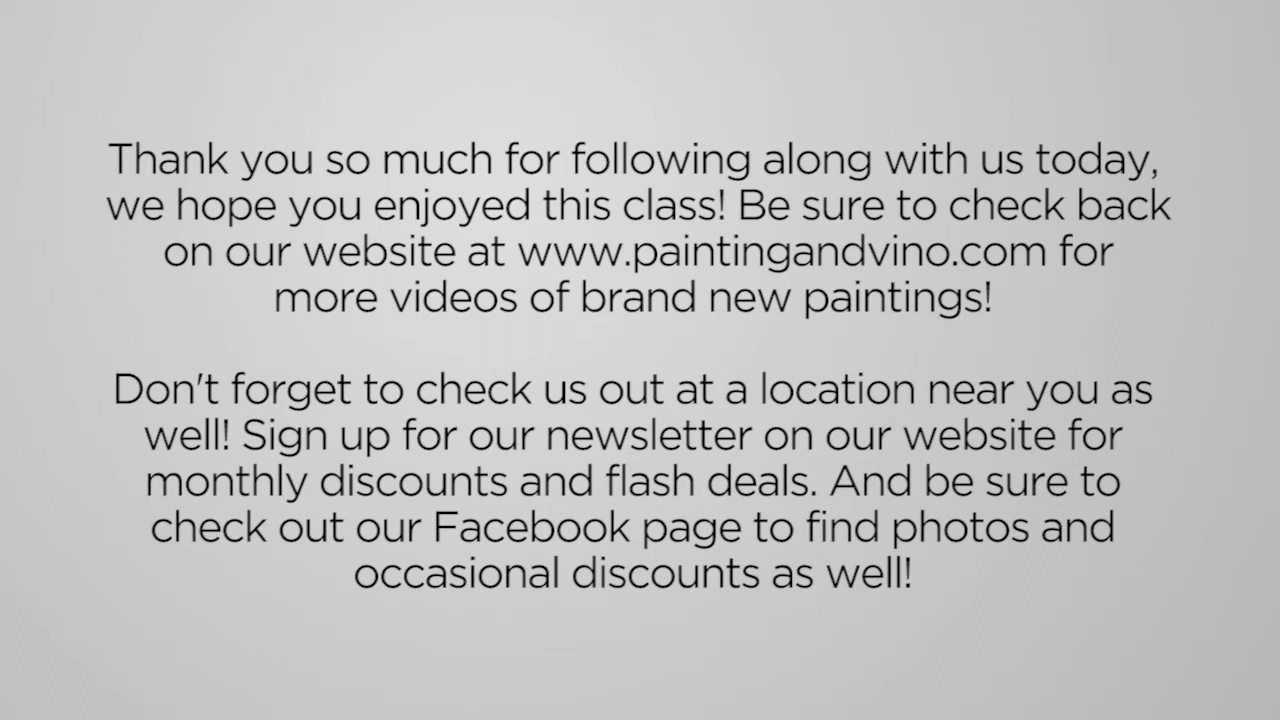 Thank you so much for following along with us today,
we hope you enjoyed this class! Be sure to check back
on our website at www.paintingandvino.com for
more videos of brand new paintings!
Don't forget to check us out at a location near you as
well! Sign up for our newsletter on our website for
monthly discounts and flash deals. And be sure to
check out our Facebook page to find photos and
occasional discounts as well!